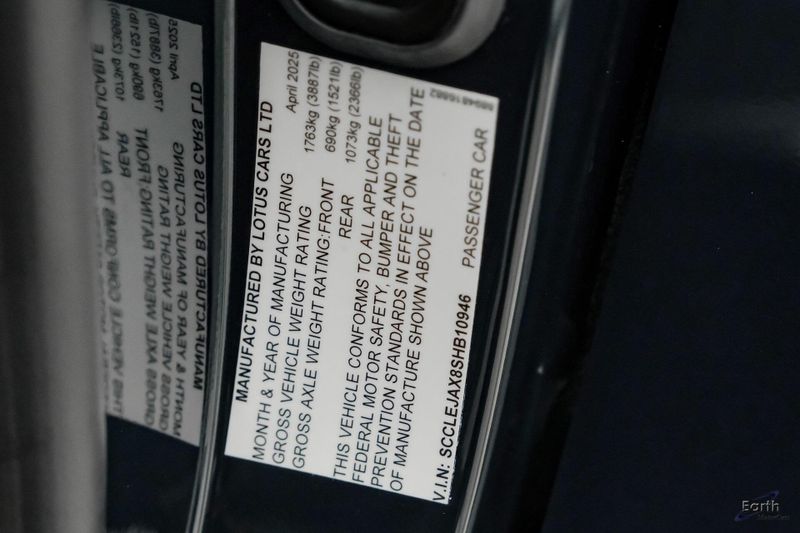 MANUFACTURED BY LOTUS CARS LTD
MONTH & YEAR OF MANUFACTURING April 2025
GROSS VEHICLE WEIGHT RATING 1763kg (3887lb)
GROSS AXLE WEIGHT RATING:FRONT 690kg (1521lb)
REAR 1073kg (2366lb)
THIS VEHICLE CONFORMS TO ALL APPLICABLE
FEDERAL MOTOR SAFETY, BUMPER AND THEFT
PREVENTION STANDARDS IN EFFECT ON THE DATE
OF MANUFACTURE SHOWN ABOVE
V.I.N: SCCLEJAX8SHB10946 PASSENGER CAR
Earth
MotorCars